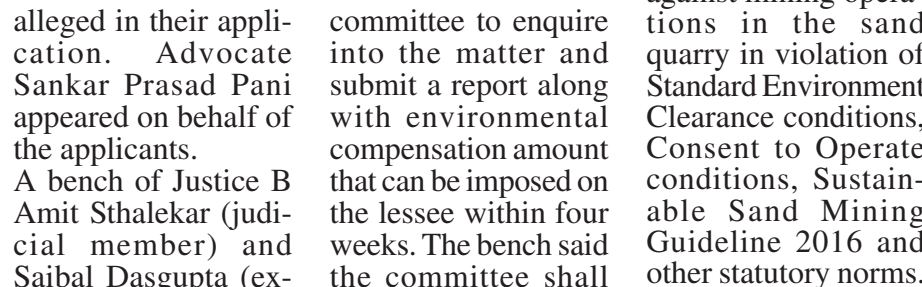 alleged in their appli-
cation. Advocate
Sankar Prasad Pani
appeared on behalf of
the applicants.
A bench of Justice B
Amit Sthalekar (judi-
cial member) and
Saibal Dasgupta (ex-
committee to enquire
into the matter and
submit a report along
with environmental
compensation amount
that can be imposed on
the lessee within four
weeks. The bench said
the committee shall
against mining opera-
tions in the sand
quarry in violation of
Standard Environment
Clearance conditions,
Consent to Operate
conditions, Sustain-
able Sand Mining
Guideline 2016 and
other statutory norms.